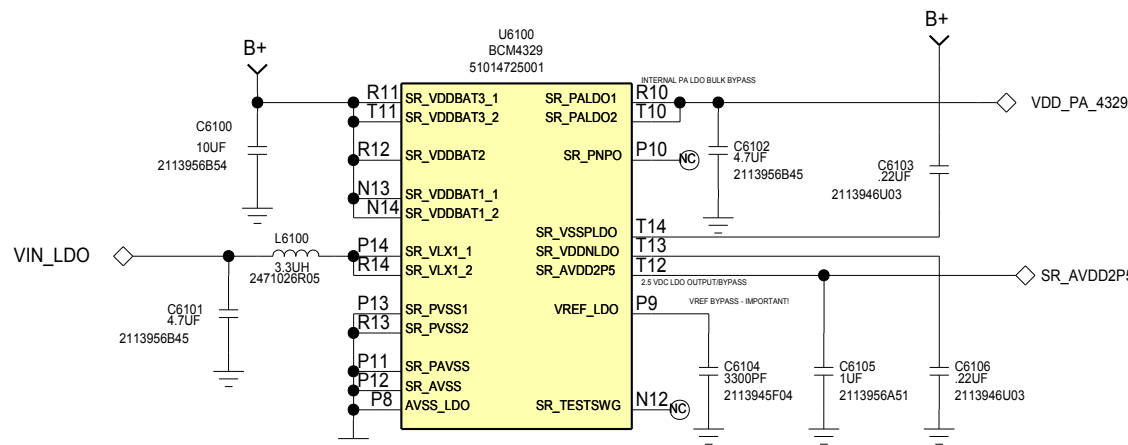 U6100
BCM4329
51014725001
B+
B+
INTERNAL PA LDO BULK BYPASS
R11 SR_VDDBAT3_1 SR_PALDO1 R10
VDD_PA_4329
T11 SR_VDDBAT3_2 SR_PALDO2 T10
C6100
10UF
2113956B54
R12 SR_VDDBAT2 SR_PNPO P10 NC
C6102
4.7UF
2113956B45
C6103
.22UF
2113946U03
N13 SR_VDDBAT1_1
N14 SR_VDDBAT1_2
SR_VSSPLDO T14
VIN_LDO
L6100
3.3UH
2471026R05
P14 SR_VLX1_1 SR_VDDNLDO T13
R14 SR_VLX1_2 SR_AVDD2P5 T12
SR_AVDD2P5
2.5 VDC LDO OUTPUT/BYPASS
C6101
4.7UF
2113956B45
P13 SR_PVSS1 VREF_LDO P9
VREF BYPASS - IMPORTANT!
R13 SR_PVSS2
P11 SR_PAVSS
P12 SR_AVSS
P8 AVSS_LDO SR_TESTSWG N12 NC
C6104
3300PF
2113945F04
C6105
1UF
2113956A51
C6106
.22UF
2113946U03